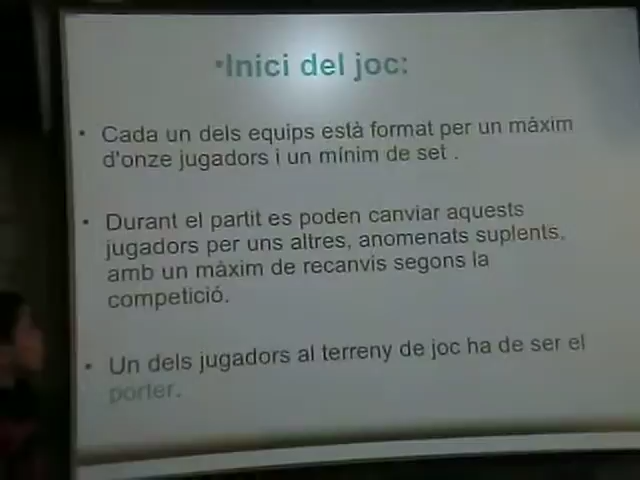 •Inici del joc:
• Cada un dels equips està format per un màxim
d'onze jugadors i un mínim de set .
• Durant el partit es poden canviar aquests
jugadors per uns altres, anomenats suplents,
amb un màxim de recanvis segons la
competició.
• Un dels jugadors al terreny de joc ha de ser el
porter.